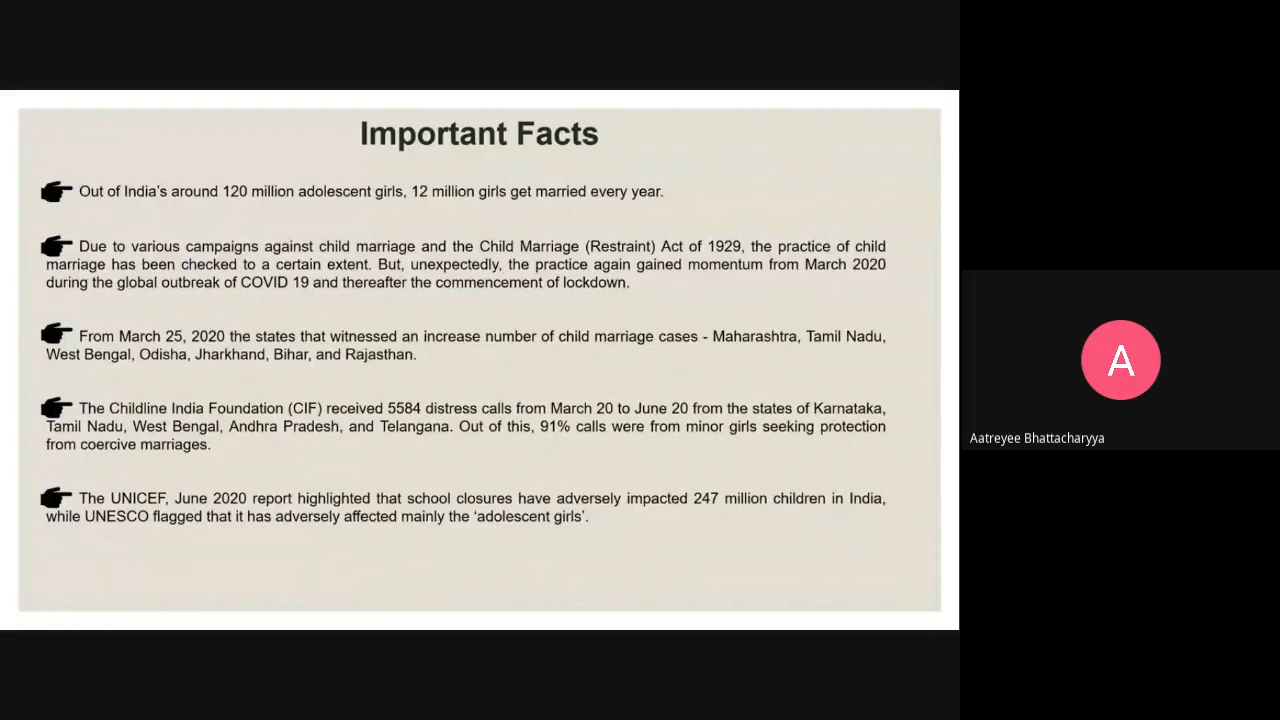 Important Facts
Out of India's around 120 million adolescent girls, 12 million girls get married every year.
Due to various campaigns against child marriage and the Child Marriage (Restraint) Act of 1929, the practice of child
marriage has been checked to a certain extent. But, unexpectedly, the practice again gained momentum from March 2020
during the global outbreak of COVID 19 and thereafter the commencement of lockdown.
From March 25, 2020 the states that witnessed an increase number of child marriage cases - Maharashtra, Tamil Nadu,
West Bengal, Odisha, Jharkhand, Bihar, and Rajasthan.
The Childline India Foundation (CIF) received 5584 distress calls from March 20 to June 20 from the states of Karnataka,
Tamil Nadu, West Bengal, Andhra Pradesh, and Telangana. Out of this, 91% calls were from minor girls seeking protection
from coercive marriages.
The UNICEF, June 2020 report highlighted that school closures have adversely impacted 247 million children in India,
while UNESCO flagged that it has adversely affected mainly the ‘adolescent girls’.
A
Aatreyee Bhattacharyya